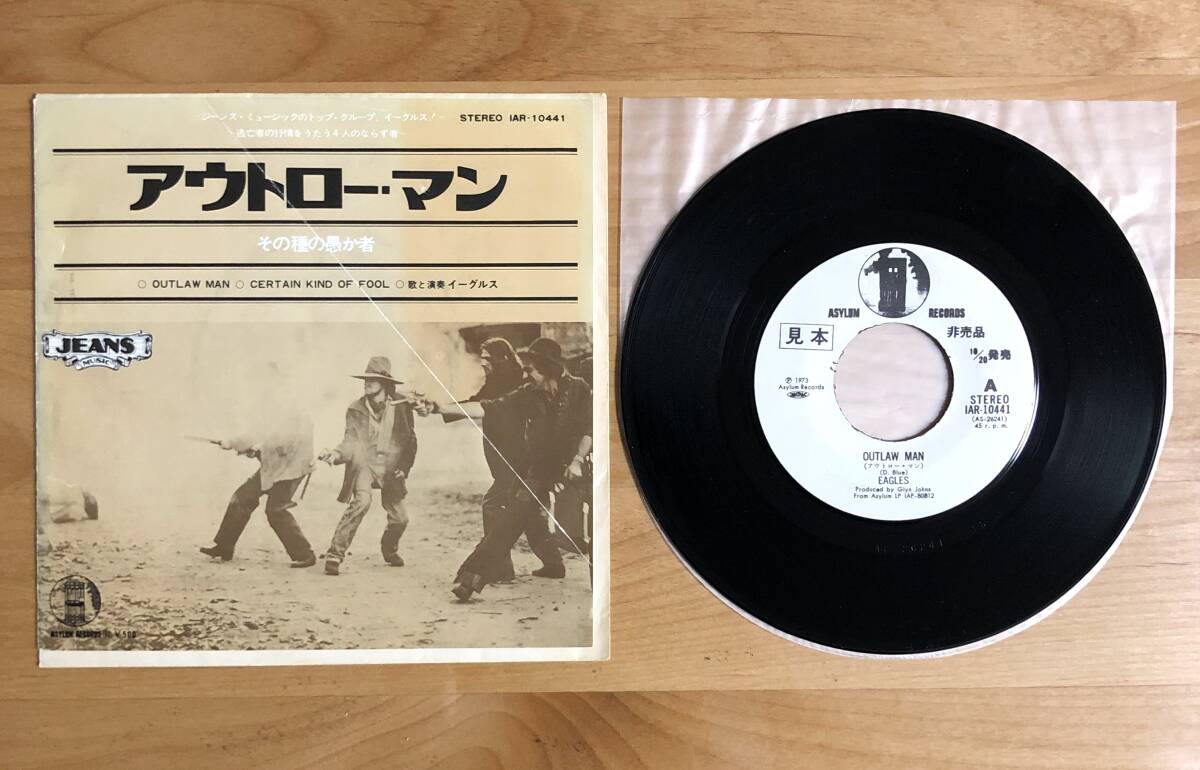 ジーンズ・ミュージックのトップ・グループ、イーグルス!
STEREO IAR-10441
~逃亡者の抒情をうたう4人のならず者~
アウトロー・マン
その種の愚か者
○ OUTLAW MAN ○ CERTAIN KIND OF FOOL ○ 歌と演奏 イーグルス
JEANS
MUSIC
ASYLUM RECORDS
¥500
ASYLUM RECORDS
見本
非売品
10/20発売
Ⓟ 1973
Asylum Records
A
STEREO
IAR-10441
(AS-26241)
45 r.p.m.
OUTLAW MAN
(アウトロー・マン)
(D. Blue)
EAGLES
Produced by Glyn Johns
From Asylum LP IAP-80812